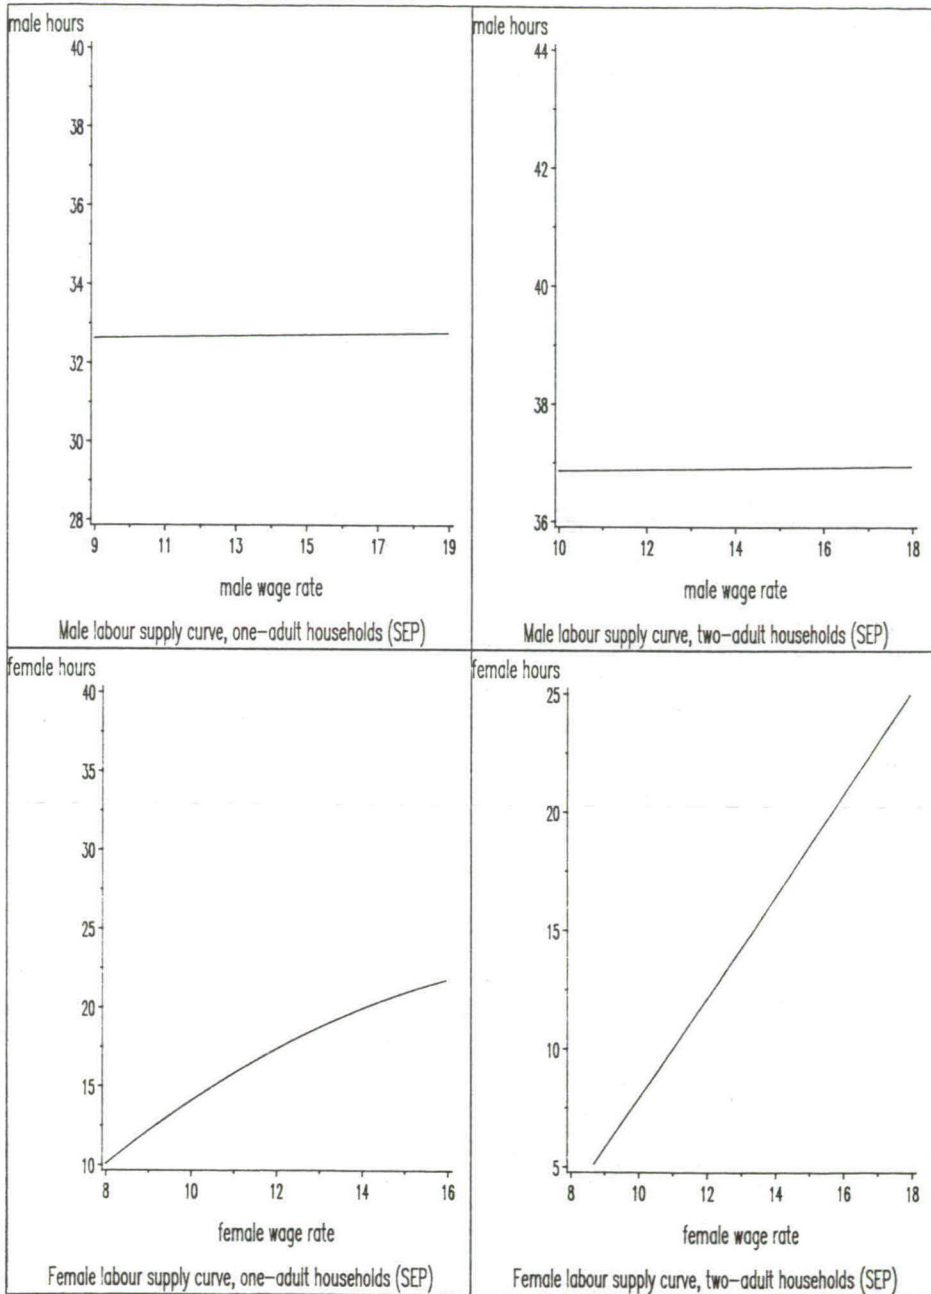 male hours
40
38
36
34
32
30
28
9 11 13 15 17 19
male wage rate
Male labour supply curve, one-adult households (SEP)
male hours
44
42
40
38
36
10 12 14 16 18
male wage rate
Male labour supply curve, two-adult households (SEP)
female hours
40
35
30
25
20
15
10
8 10 12 14 16
female wage rate
Female labour supply curve, one-adult households (SEP)
female hours
25
20
15
10
5
8 10 12 14 16 18
female wage rate
Female labour supply curve, two-adult households (SEP)